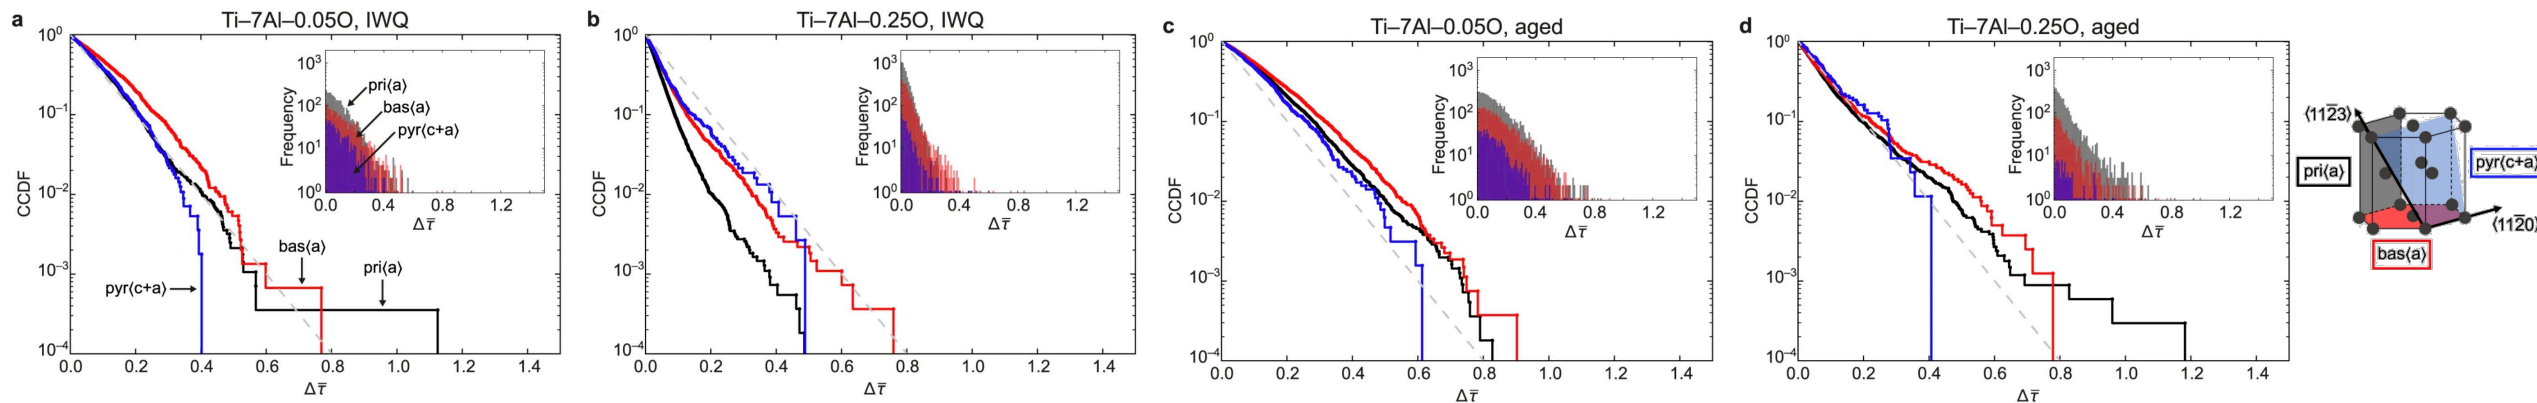 a
Ti–7Al–0.05O, IWQ
10⁰
10⁻¹
10⁻²
10⁻³
10⁻⁴
CCDF
0.0 0.2 0.4 0.6 0.8 1.0 1.2 1.4
Δτ̅
10³
10²
10¹
10⁰
Frequency
0.0 0.4 0.8 1.2
Δτ̅
pri⟨a⟩
bas⟨a⟩
pyr⟨c+a⟩
bas⟨a⟩
pri⟨a⟩
pyr⟨c+a⟩
b
Ti–7Al–0.25O, IWQ
10⁰
10⁻¹
10⁻²
10⁻³
10⁻⁴
CCDF
0.0 0.2 0.4 0.6 0.8 1.0 1.2 1.4
Δτ̅
10³
10²
10¹
10⁰
Frequency
0.0 0.4 0.8 1.2
Δτ̅
c
Ti–7Al–0.05O, aged
10⁰
10⁻¹
10⁻²
10⁻³
10⁻⁴
CCDF
0.0 0.2 0.4 0.6 0.8 1.0 1.2 1.4
Δτ̅
10³
10²
10¹
10⁰
Frequency
0.0 0.4 0.8 1.2
Δτ̅
d
Ti–7Al–0.25O, aged
10⁰
10⁻¹
10⁻²
10⁻³
10⁻⁴
CCDF
0.0 0.2 0.4 0.6 0.8 1.0 1.2 1.4
Δτ̅
10³
10²
10¹
10⁰
Frequency
0.0 0.4 0.8 1.2
Δτ̅
⟨112̅3⟩
pri⟨a⟩
pyr⟨c+a⟩
⟨112̅0⟩
bas⟨a⟩